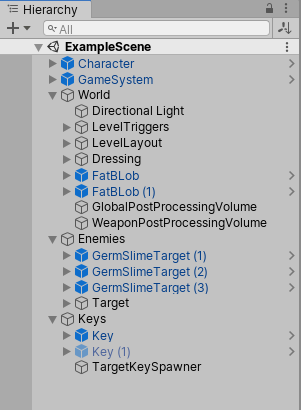 Hierarchy
All
ExampleScene
Character
GameSystem
World
Directional Light
LevelTriggers
LevelLayout
Dressing
FatBLob
FatBLob (1)
GlobalPostProcessingVolume
WeaponPostProcessingVolume
Enemies
GermSlimeTarget (1)
GermSlimeTarget (2)
GermSlimeTarget (3)
Target
Keys
Key
Key (1)
TargetKeySpawner